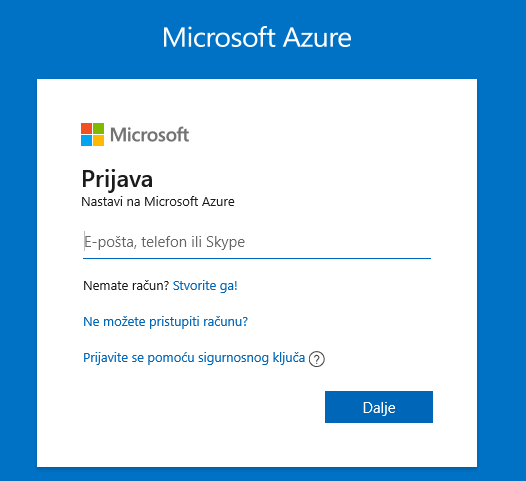 Microsoft Azure
Microsoft
Prijava
Nastavi na Microsoft Azure
E-pošta, telefon ili Skype
Nemate račun? Stvorite ga!
Ne možete pristupiti računu?
Prijavite se pomoću sigurnosnog ključa ?
Dalje